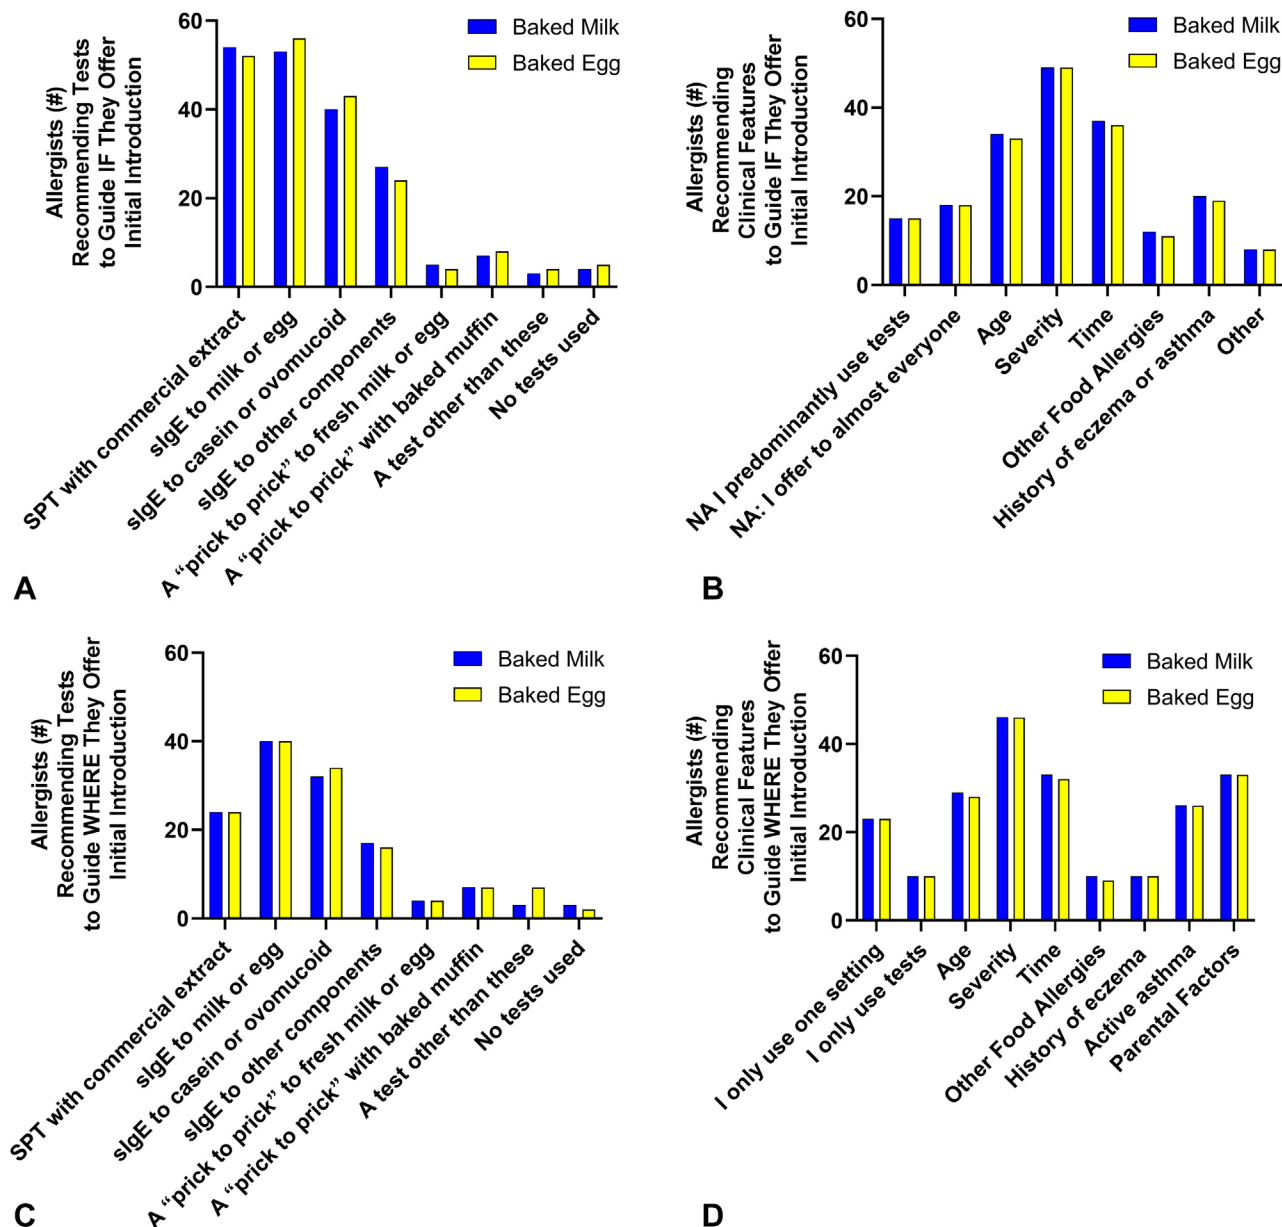 Allergists (#)
Recommending Tests
to Guide IF They Offer
Initial Introduction
60
40
20
0
Baked Milk
Baked Egg
SPT with commercial extract
sIgE to milk or egg
sIgE to casein or ovomucoid
sIgE to other components
A “prick to prick” to fresh milk or egg
A “prick to prick” with baked muffin
A test other than these
No tests used
A
Allergists (#)
Recommending
Clinical Features
to Guide IF They Offer
Initial Introduction
60
40
20
0
Baked Milk
Baked Egg
NA I predominantly use tests
NA: I offer to almost everyone
Age
Severity
Time
Other Food Allergies
History of eczema or asthma
Other
B
Allergists (#)
Recommending Tests
to Guide WHERE They Offer
Initial Introduction
60
40
20
0
Baked Milk
Baked Egg
SPT with commercial extract
sIgE to milk or egg
sIgE to casein or ovomucoid
sIgE to other components
A “prick to prick” to fresh milk or egg
A “prick to prick” with baked muffin
A test other than these
No tests used
C
Allergists (#)
Recommending
Clinical Features
to Guide WHERE They Offer
Initial Introduction
60
40
20
0
Baked Milk
Baked Egg
I only use one setting
I only use tests
Age
Severity
Time
Other Food Allergies
History of eczema
Active asthma
Parental Factors
D